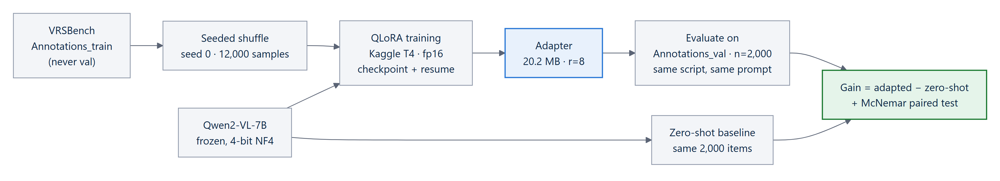 VRSBench
Annotations_train
(never val)
Seeded shuffle
seed 0 · 12,000 samples
QLoRA training
Kaggle T4 · fp16
checkpoint + resume
Adapter
20.2 MB · r=8
Evaluate on
Annotations_val · n=2,000
same script, same prompt
Gain = adapted − zero-shot
+ McNemar paired test
Qwen2-VL-7B
frozen, 4-bit NF4
Zero-shot baseline
same 2,000 items